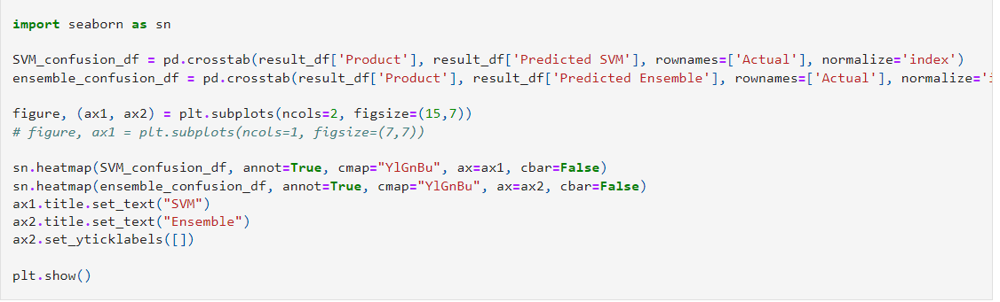 import seaborn as sn
SVM_confusion_df = pd.crosstab(result_df['Product'], result_df['Predicted SVM'], rownames=['Actual'], normalize='index')
ensemble_confusion_df = pd.crosstab(result_df['Product'], result_df['Predicted Ensemble'], rownames=['Actual'], normalize='
figure, (ax1, ax2) = plt.subplots(ncols=2, figsize=(15,7))
# figure, ax1 = plt.subplots(ncols=1, figsize=(7,7))
sn.heatmap(SVM_confusion_df, annot=True, cmap="YlGnBu", ax=ax1, cbar=False)
sn.heatmap(ensemble_confusion_df, annot=True, cmap="YlGnBu", ax=ax2, cbar=False)
ax1.title.set_text("SVM")
ax2.title.set_text("Ensemble")
ax2.set_yticklabels([])
plt.show()